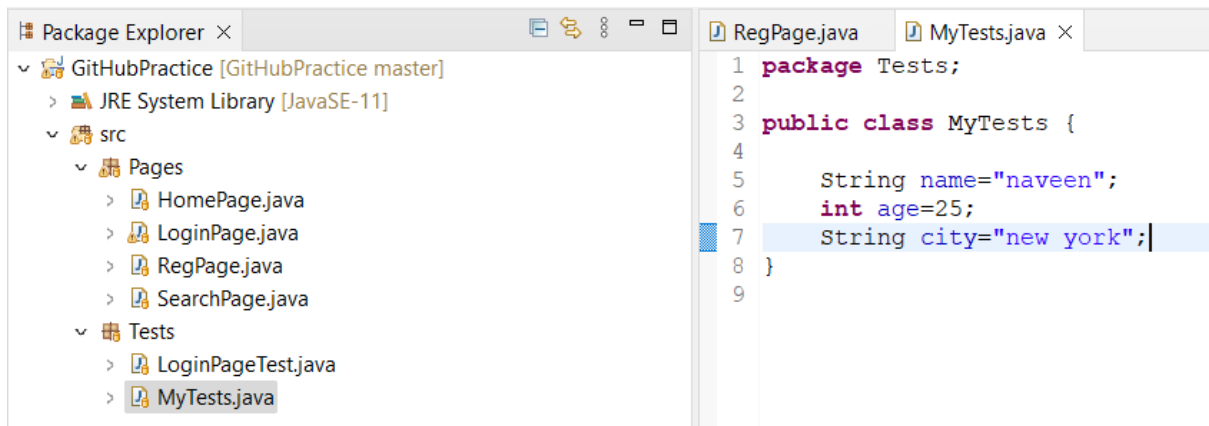 Package Explorer
GitHubPractice [GitHubPractice master]
JRE System Library [JavaSE-11]
src
Pages
HomePage.java
LoginPage.java
RegPage.java
SearchPage.java
Tests
LoginPageTest.java
MyTests.java
RegPage.java MyTests.java
1 package Tests;
2
3 public class MyTests {
4
5 String name="naveen";
6 int age=25;
7 String city="new york";
8 }
9